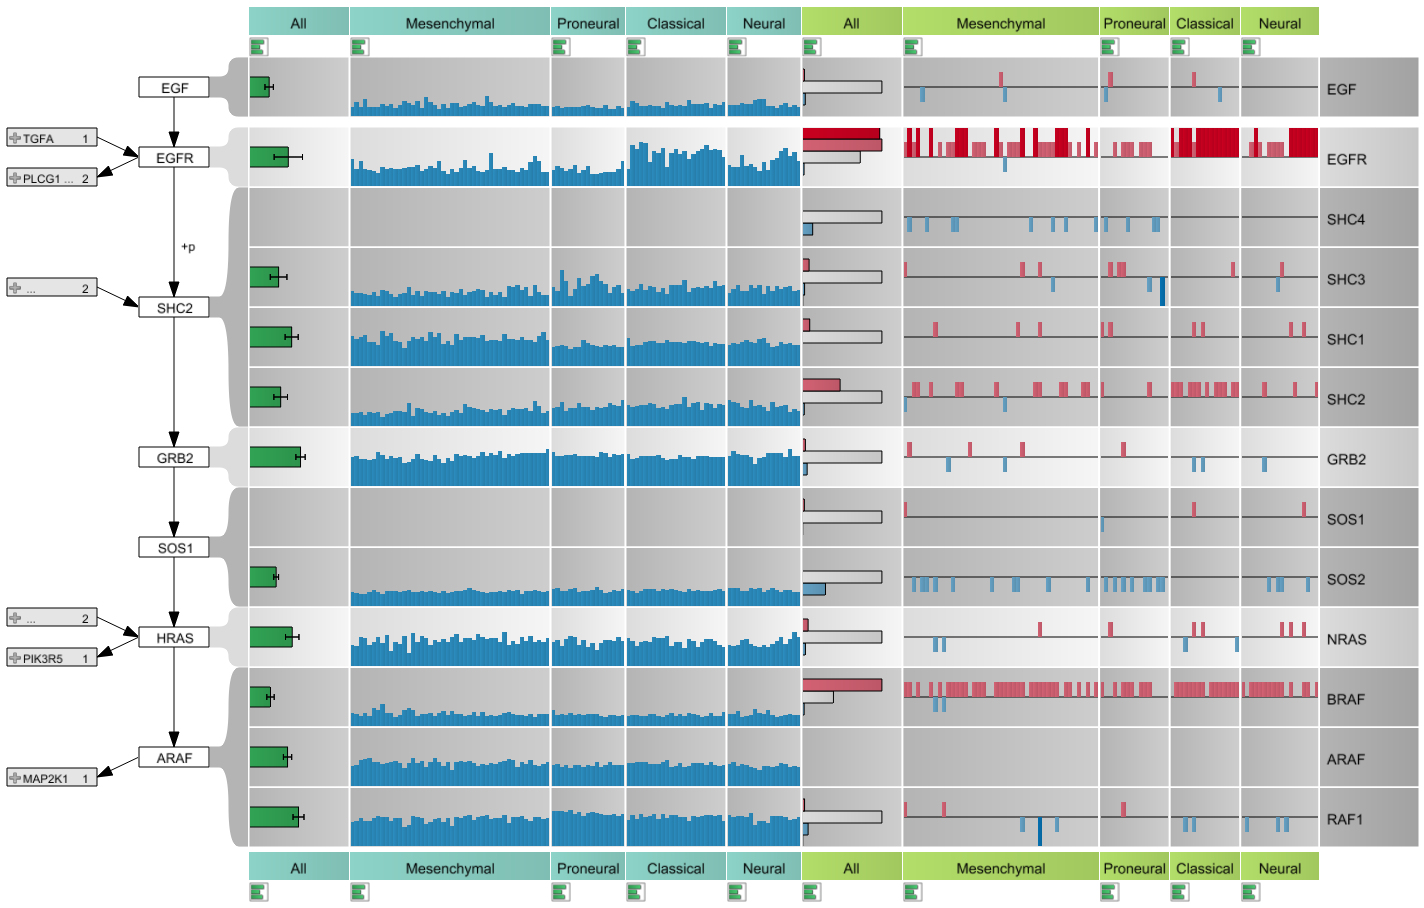 All Mesenchymal Proneural Classical Neural All Mesenchymal Proneural Classical Neural
EGF EGF
TGFA 1
EGFR EGFR
PLCG1 ... 2
SHC4
+p
... 2
SHC3
SHC2
SHC1
SHC2
GRB2 GRB2
SOS1
SOS1
SOS2
... 2
HRAS NRAS
PIK3R5 1
BRAF
ARAF ARAF
MAP2K1 1
RAF1
All Mesenchymal Proneural Classical Neural All Mesenchymal Proneural Classical Neural